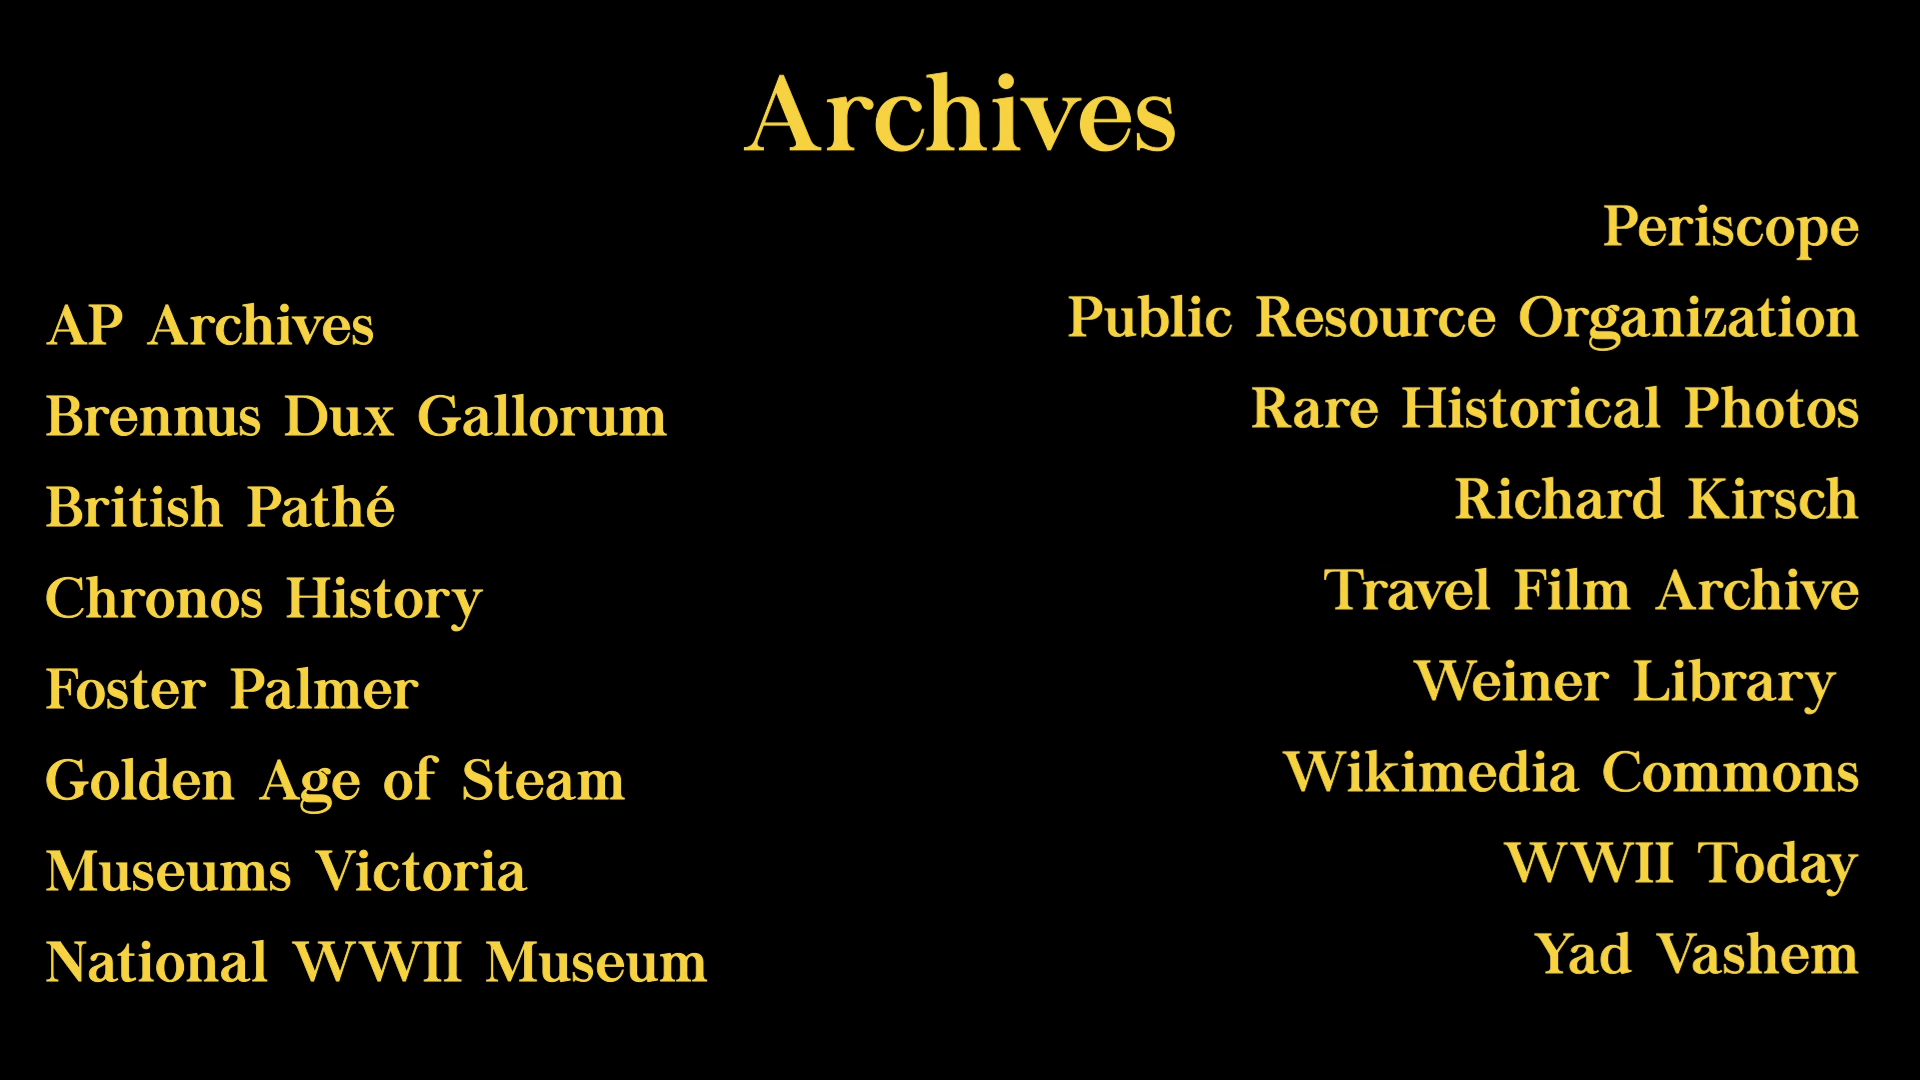 Archives
AP Archives
Brennus Dux Gallorum
British Pathé
Chronos History
Foster Palmer
Golden Age of Steam
Museums Victoria
National WWII Museum
Periscope
Public Resource Organization
Rare Historical Photos
Richard Kirsch
Travel Film Archive
Weiner Library
Wikimedia Commons
WWII Today
Yad Vashem